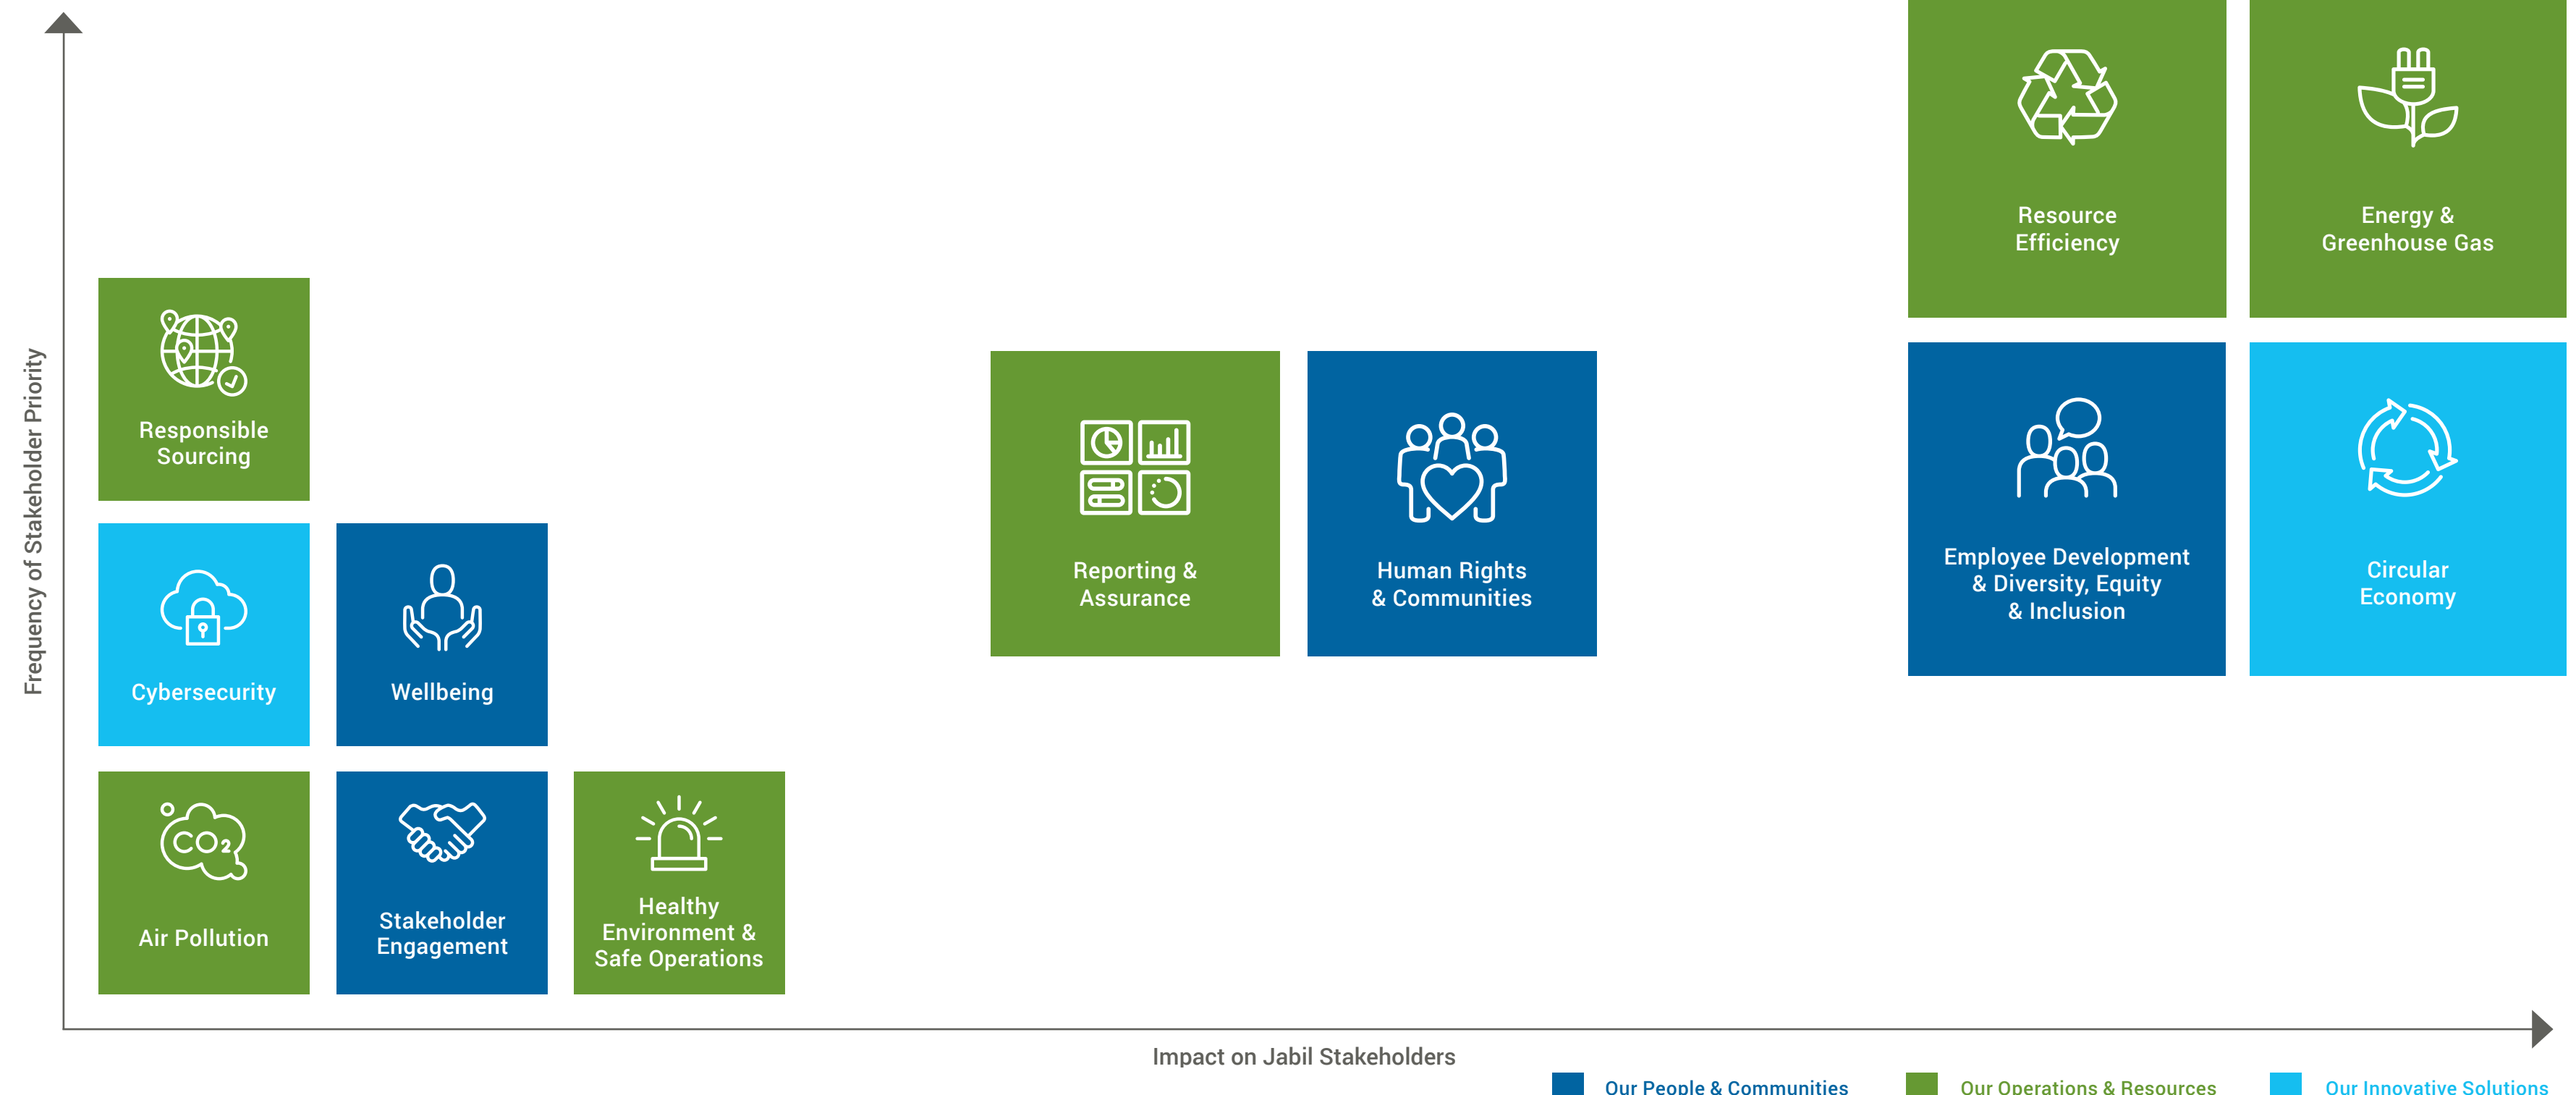 Frequency of Stakeholder Priority
Resource
Efficiency
Energy &
Greenhouse Gas
Responsible
Sourcing
Reporting &
Assurance
Human Rights
& Communities
Employee Development
& Diversity, Equity
& Inclusion
Circular
Economy
Cybersecurity
Wellbeing
CO2
Air Pollution
Stakeholder
Engagement
Healthy
Environment &
Safe Operations
Impact on Jabil Stakeholders
Our People & Communities
Our Operations & Resources
Our Innovative Solutions